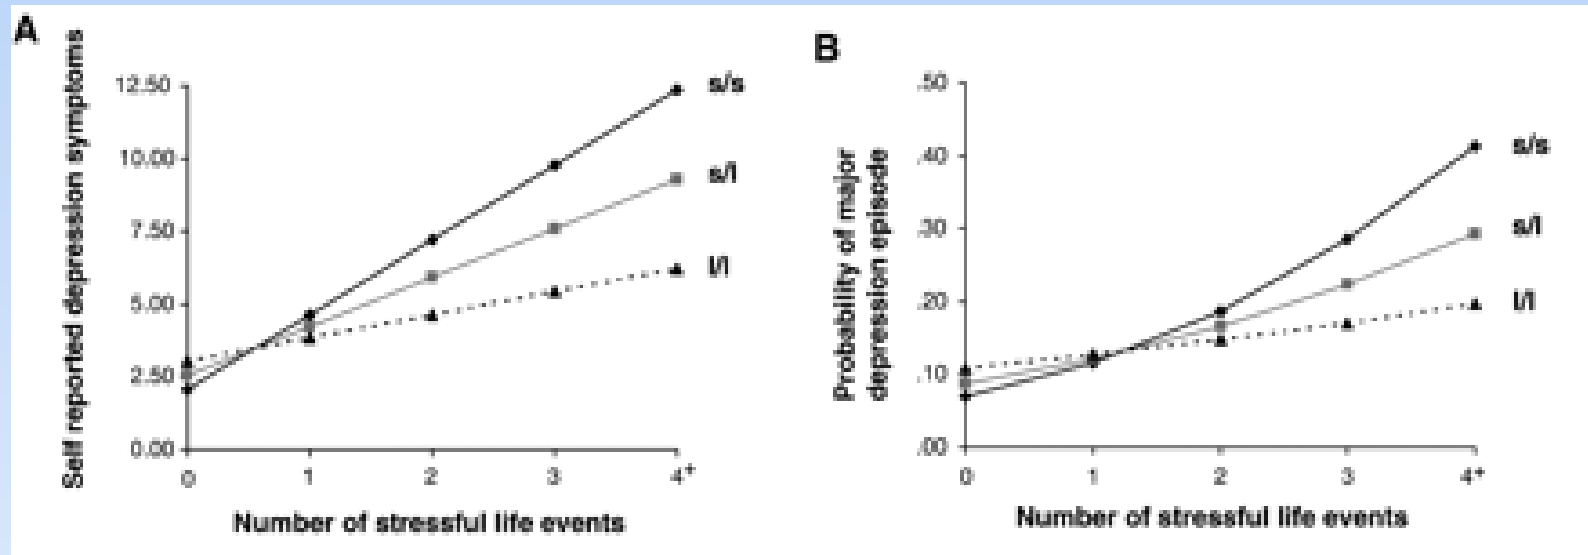 A
Self reported depression symptoms
12.50
10.00
7.50
5.00
2.50
0.00
0 1 2 3 4+
Number of stressful life events
s/s
s/l
l/l
B
Probability of major
depression episode
.50
.40
.30
.20
.10
.00
0 1 2 3 4+
Number of stressful life events
s/s
s/l
l/l